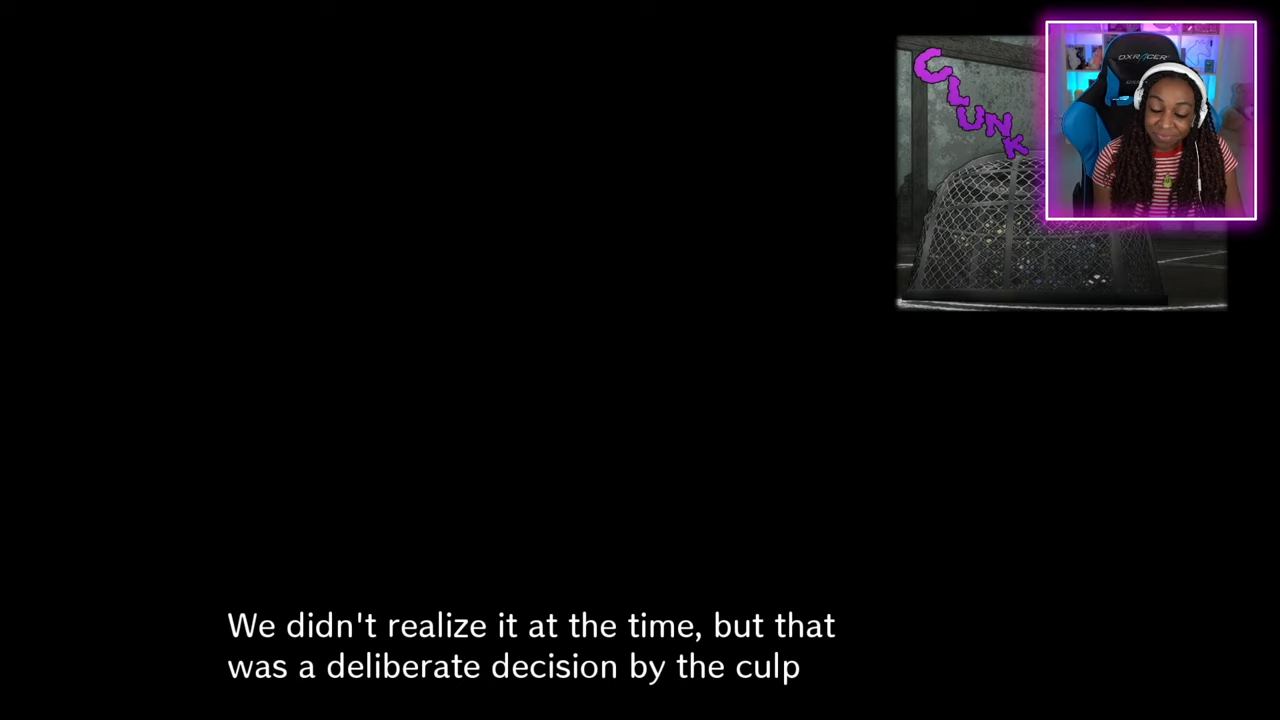 CLUNK
DXRACER
We didn't realize it at the time, but that
was a deliberate decision by the culp